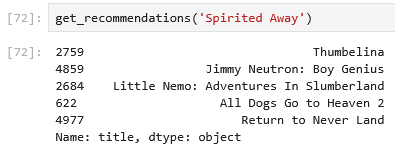 [72]: get_recommendations('Spirited Away')
[72]: 2759 Thumbelina
4859 Jimmy Neutron: Boy Genius
2684 Little Nemo: Adventures In Slumberland
622 All Dogs Go to Heaven 2
4977 Return to Never Land
Name: title, dtype: object